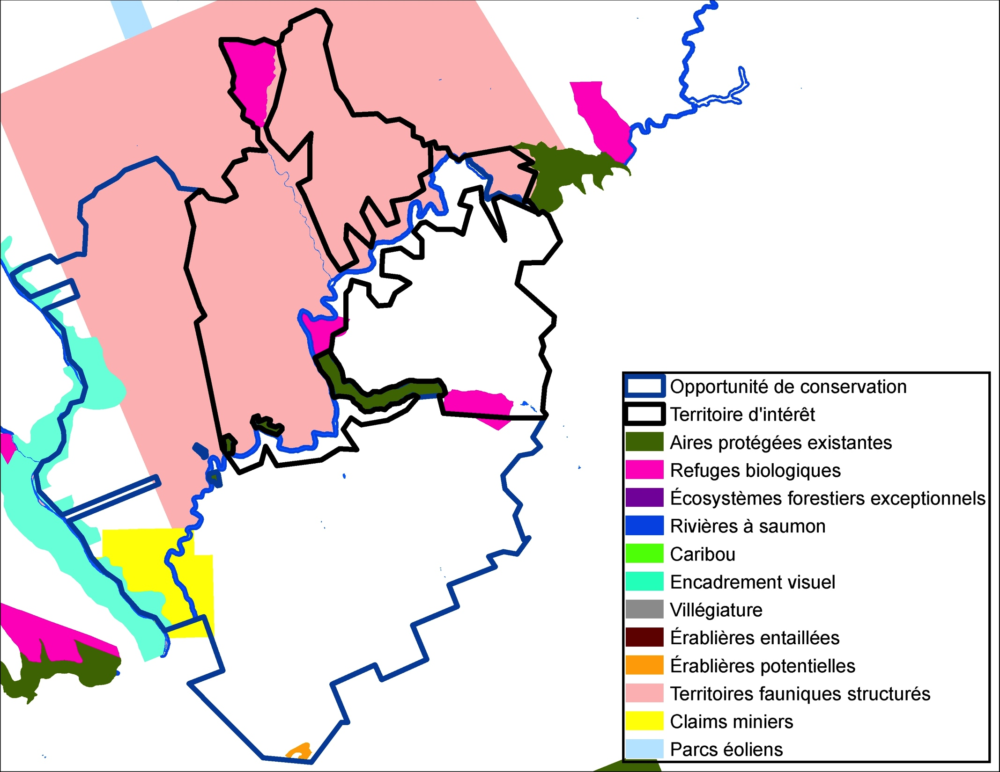 Opportunité de conservation
Territoire d'intérêt
Aires protégées existantes
Refuges biologiques
Écosystèmes forestiers exceptionnels
Rivières à saumon
Caribou
Encadrement visuel
Villégiature
Érablières entaillées
Érablières potentielles
Territoires fauniques structurés
Claims miniers
Parcs éoliens